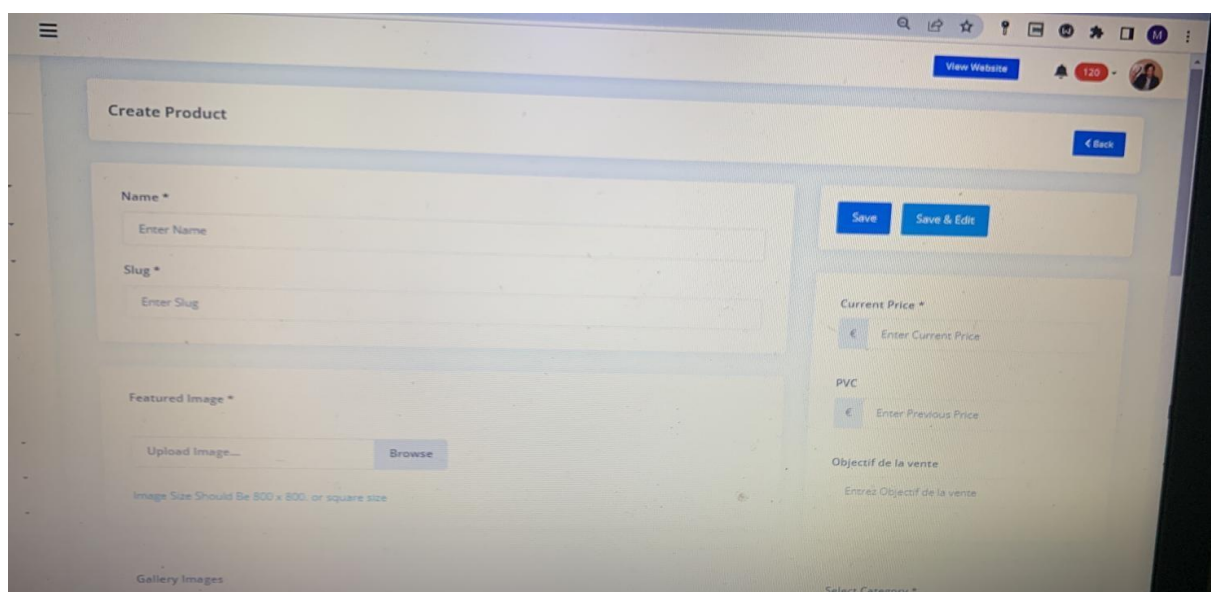 View Website
120
M
Create Product
Back
Name *
Enter Name
Slug *
Enter Slug
Save
Save & Edit
Current Price *
€
Enter Current Price
PVC
€
Enter Previous Price
Objectif de la vente
Entrez Objectif de la vente
Featured Image *
Upload Image...
Browse
Image Size Should Be 800 x 800. or square size
Gallery Images
Select Category *